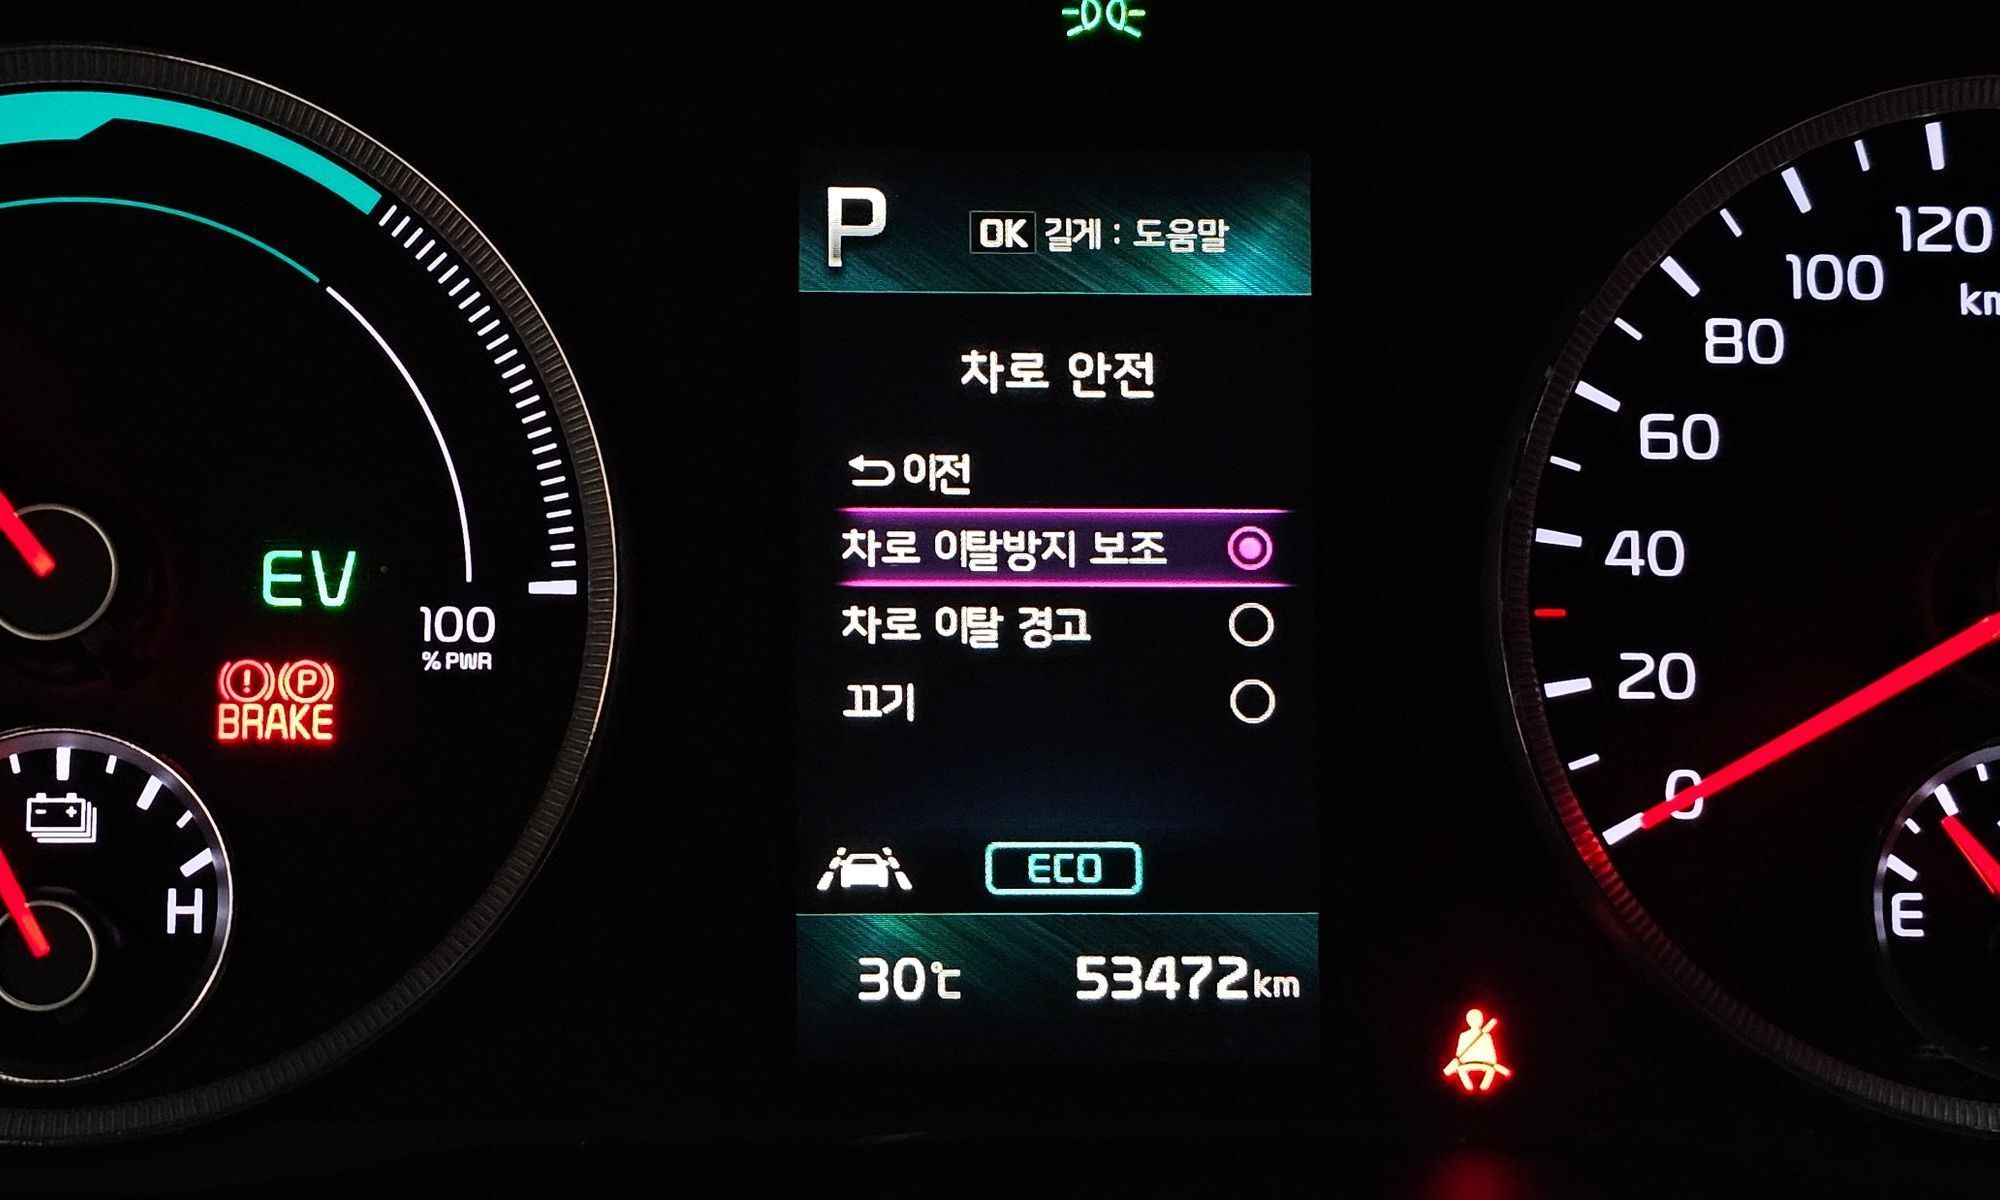 P
OK 길게 : 도움말
차로 안전
이전
차로 이탈방지 보조
차로 이탈 경고
끄기
ECO
30℃ 53472km
EV
100
% PWR
(!) (P)
BRAKE
H
120
100
km
80
60
40
20
0
E